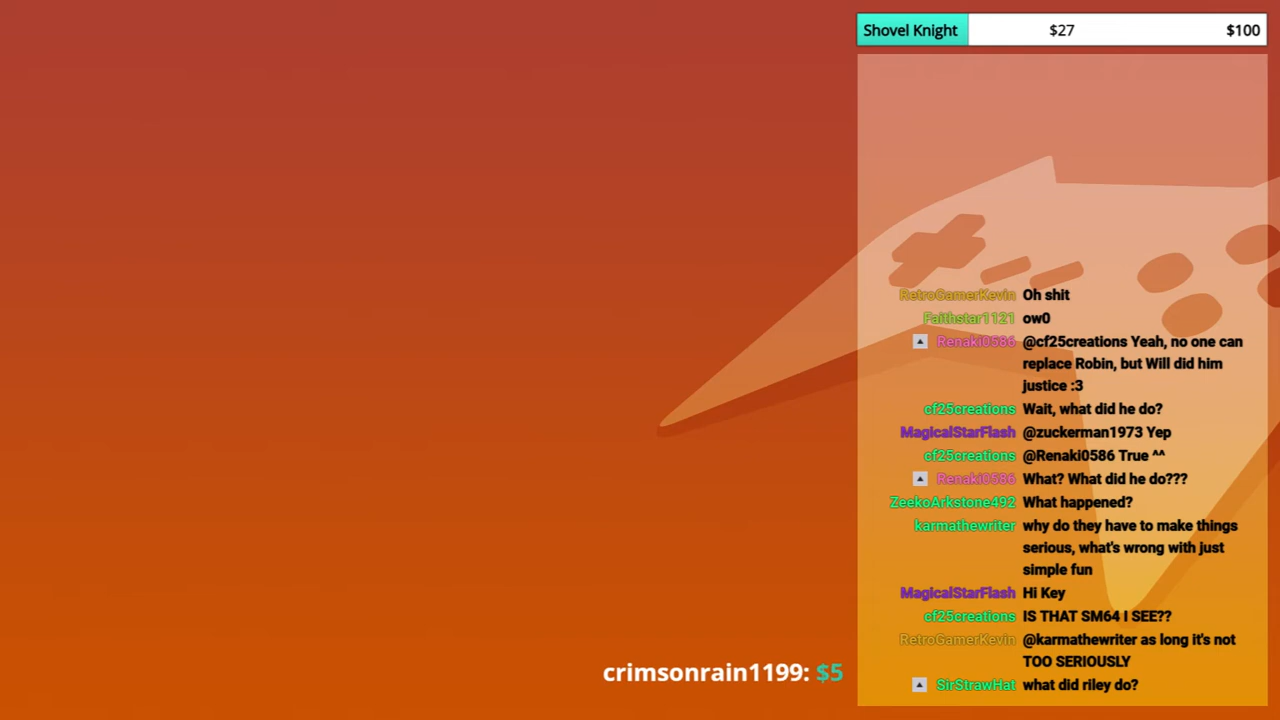 Shovel Knight $27 $100
RetroGamerKevin Oh shit
Faithstar1121 ow0
Renaki0586 @cf25creations Yeah, no one can
replace Robin, but Will did him
justice :3
cf25creations Wait, what did he do?
MagicalStarFlash @zuckerman1973 Yep
cf25creations @Renaki0586 True ^^
Renaki0586 What? What did he do???
ZeekoArkstone492 What happened?
karmathewriter why do they have to make things
serious, what's wrong with just
simple fun
MagicalStarFlash Hi Key
cf25creations IS THAT SM64 I SEE??
RetroGamerKevin @karmathewriter as long it's not
TOO SERIOUSLY
SirStrawHat what did riley do?
crimsonrain1199: $5